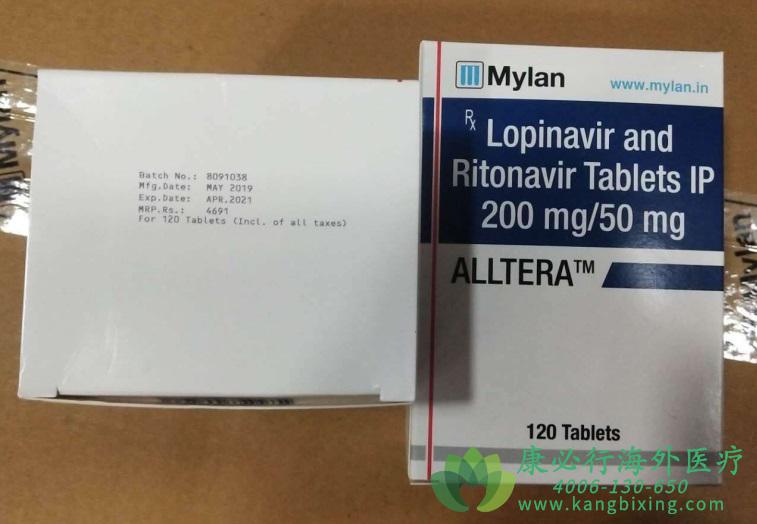 Batch No.: 8091038
Mfg.Date: MAY 2019
Exp.Date: APR.2021
MRP.Rs.: 4691
For 120 Tablets (Incl. of all taxes)
Mylan
www.mylan.in
Rx Lopinavir and
Ritonavir Tablets IP
200 mg/50 mg
ALLTERA™
120 Tablets
康必行海外医疗
4006-130-650
www.kangbixing.com
Mylan
Mylan